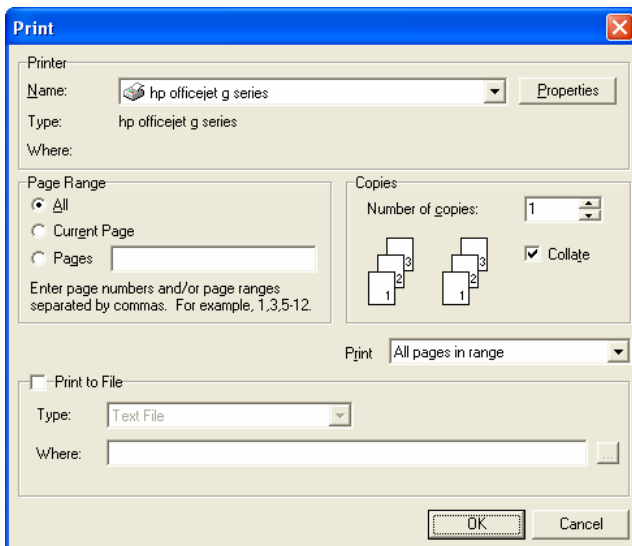 Print
Printer
Name: hp officejet g series Properties
Type: hp officejet g series
Where:
Page Range
All
Current Page
Pages
Enter page numbers and/or page ranges
separated by commas. For example, 1,3,5-12.
Copies
Number of copies: 1
3 3
2 2
1 1
Collate
Print All pages in range
Print to File
Type: Text File
Where: ...
OK Cancel